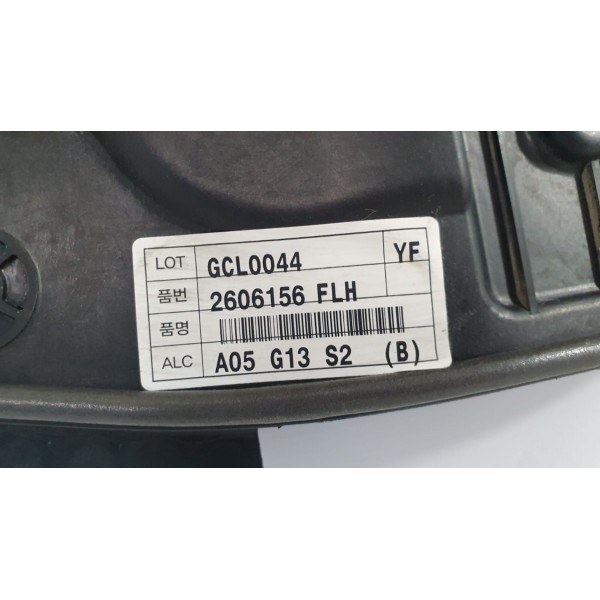 LOT GCL0044 YF
품번 2606156 FLH
품명
ALC A05 G13 S2 (B)